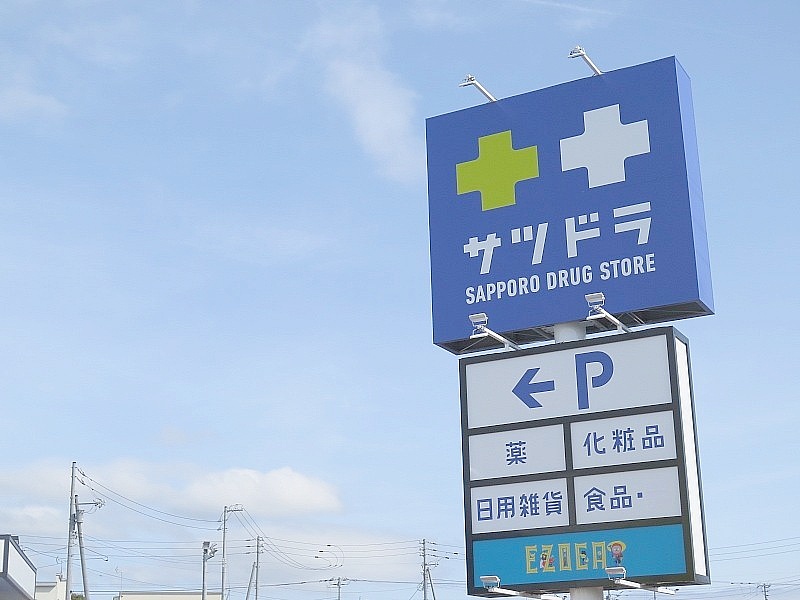 サツドラ
SAPPORO DRUG STORE
← P
薬
化粧品
日用雑貨
食品・
EZOCA